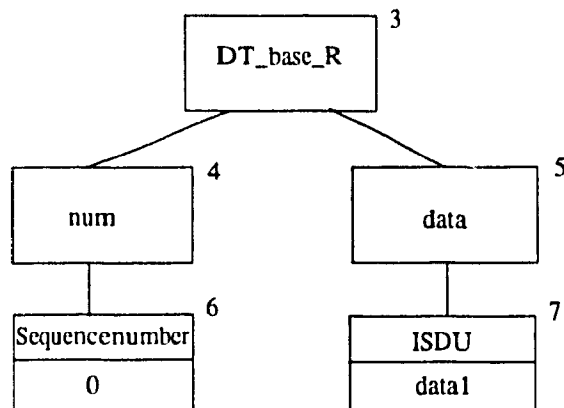 3
DT_base_R
4
5
num
data
6
7
Sequencenumber
ISDU
0
data1